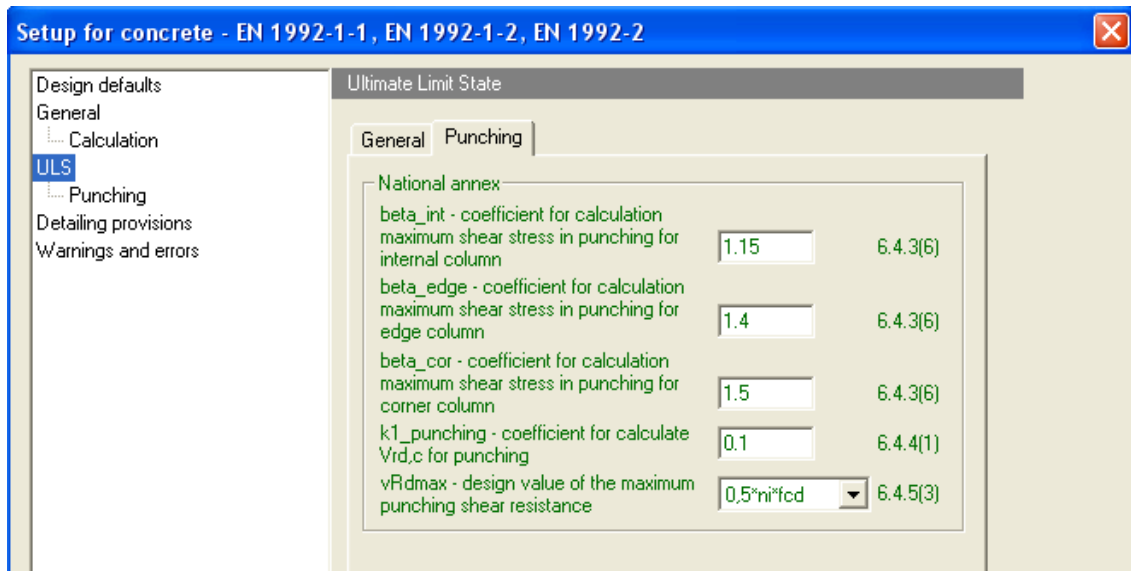 Setup for concrete - EN 1992-1-1, EN 1992-1-2, EN 1992-2
Design defaults
General
Calculation
ULS
Punching
Detailing provisions
Warnings and errors
Ultimate Limit State
General
Punching
National annex
beta_int - coefficient for calculation
maximum shear stress in punching for
internal column
1.15
6.4.3(6)
beta_edge - coefficient for calculation
maximum shear stress in punching for
edge column
1.4
6.4.3(6)
beta_cor - coefficient for calculation
maximum shear stress in punching for
corner column
1.5
6.4.3(6)
k1_punching - coefficient for calculate
Vrd,c for punching
0.1
6.4.4(1)
vRdmax - design value of the maximum
punching shear resistance
0,5*ni*fcd
6.4.5(3)